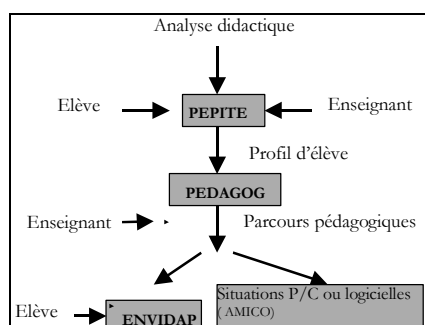 Analyse didactique
Elève
PEPITE
Enseignant
Profil d'élève
PEDAGOG
Enseignant
Parcours pédagogiques
Elève
ENVIDAP
Situations P/C ou logicielles
( AMICO)